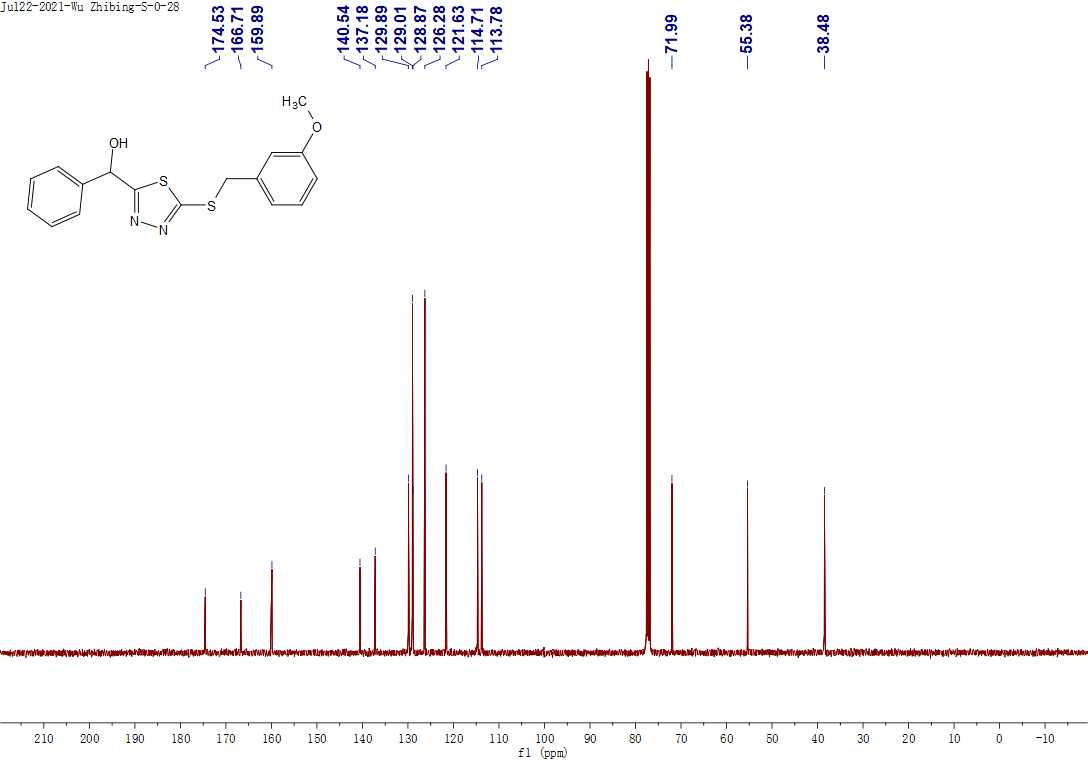 Jul22-2021-Wu Zhibing-S-O-28
174.53
166.71
159.89
140.54
137.18
129.89
129.01
128.87
126.28
121.63
114.71
113.78
71.99
55.38
38.48
H₃C
O
OH
S
S
N
N
210 200 190 180 170 160 150 140 130 120 110 100 90 80 70 60 50 40 30 20 10 0 -10
f1 (ppm)